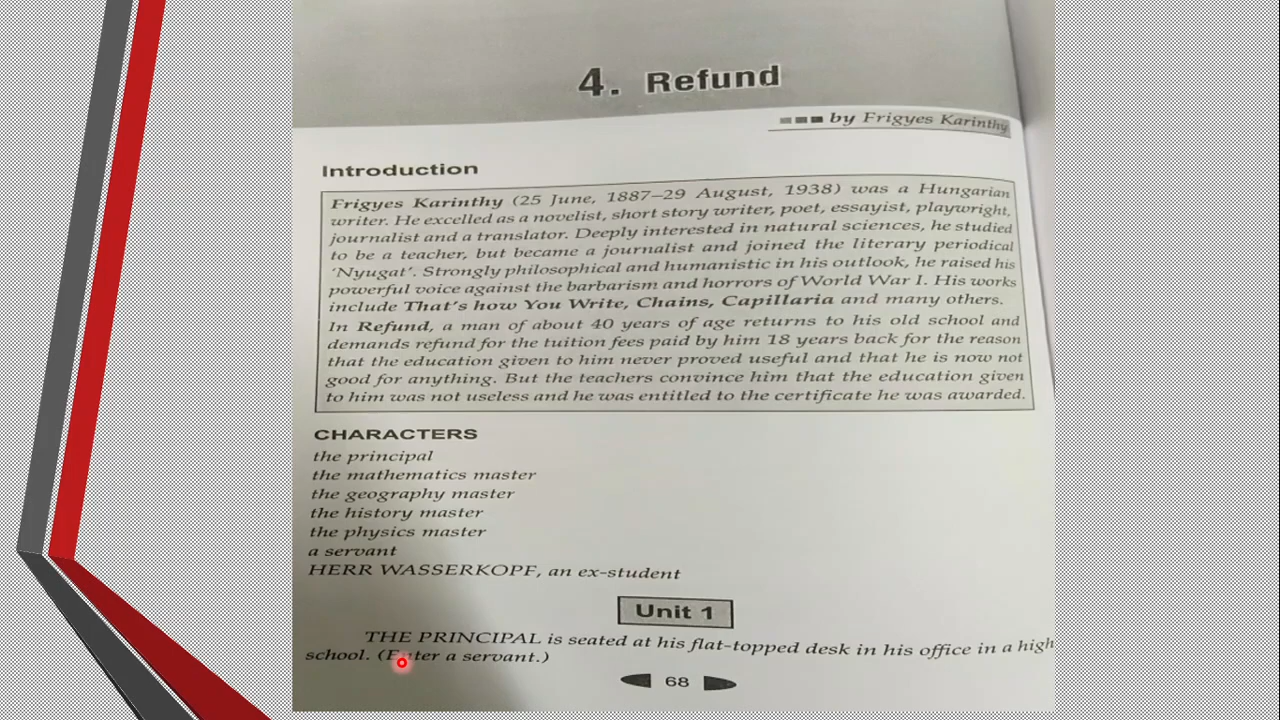 4. Refund
by Frigyes Karinthy
Introduction
Frigyes Karinthy (25 June, 1887–29 August, 1938) was a Hungarian
writer. He excelled as a novelist, short story writer, poet, essayist, playwright,
journalist and a translator. Deeply interested in natural sciences, he studied
to be a teacher, but became a journalist and joined the literary periodical
'Nyugat'. Strongly philosophical and humanistic in his outlook, he raised his
powerful voice against the barbarism and horrors of World War I. His works
include That's how You Write, Chains, Capillaria and many others.
In Refund, a man of about 40 years of age returns to his old school and
demands refund for the tuition fees paid by him 18 years back for the reason
that the education given to him never proved useful and that he is now not
good for anything. But the teachers convince him that the education given
to him was not useless and he was entitled to the certificate he was awarded.
CHARACTERS
the principal
the mathematics master
the geography master
the history master
the physics master
a servant
HERR WASSERKOPF, an ex-student
Unit 1
THE PRINCIPAL is seated at his flat-topped desk in his office in a high
school. (Enter a servant.)
68